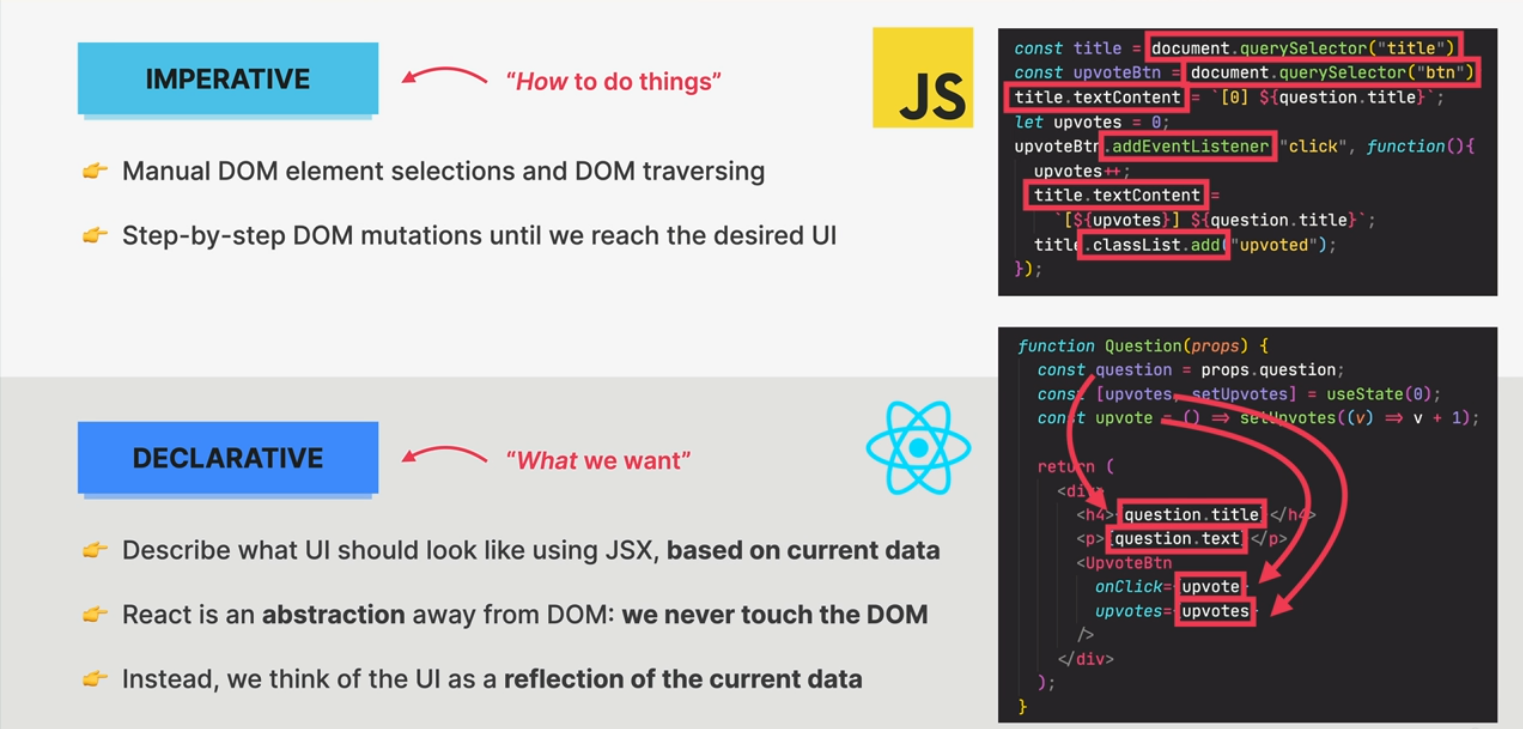 IMPERATIVE
“How to do things”
👉 Manual DOM element selections and DOM traversing
👉 Step-by-step DOM mutations until we reach the desired UI
JS
const title = document.querySelector("title")
const upvoteBtn = document.querySelector("btn")
title.textContent = `[0] ${question.title}`;
let upvotes = 0;
upvoteBtn.addEventListener "click", function(){
upvotes++;
title.textContent =
`[${upvotes}] ${question.title}`;
title.classList.add("upvoted");
});
DECLARATIVE
“What we want”
👉 Describe what UI should look like using JSX, based on current data
👉 React is an abstraction away from DOM: we never touch the DOM
👉 Instead, we think of the UI as a reflection of the current data
function Question(props) {
const question = props.question;
const [upvotes, setUpvotes] = useState(0);
const upvote = () => setUpvotes((v) => v + 1);
return (
<div>
<h4>{question.title}</h4>
<p>{question.text}</p>
<UpvoteBtn
onClick={upvote}
upvotes={upvotes}
/>
</div>
);
}